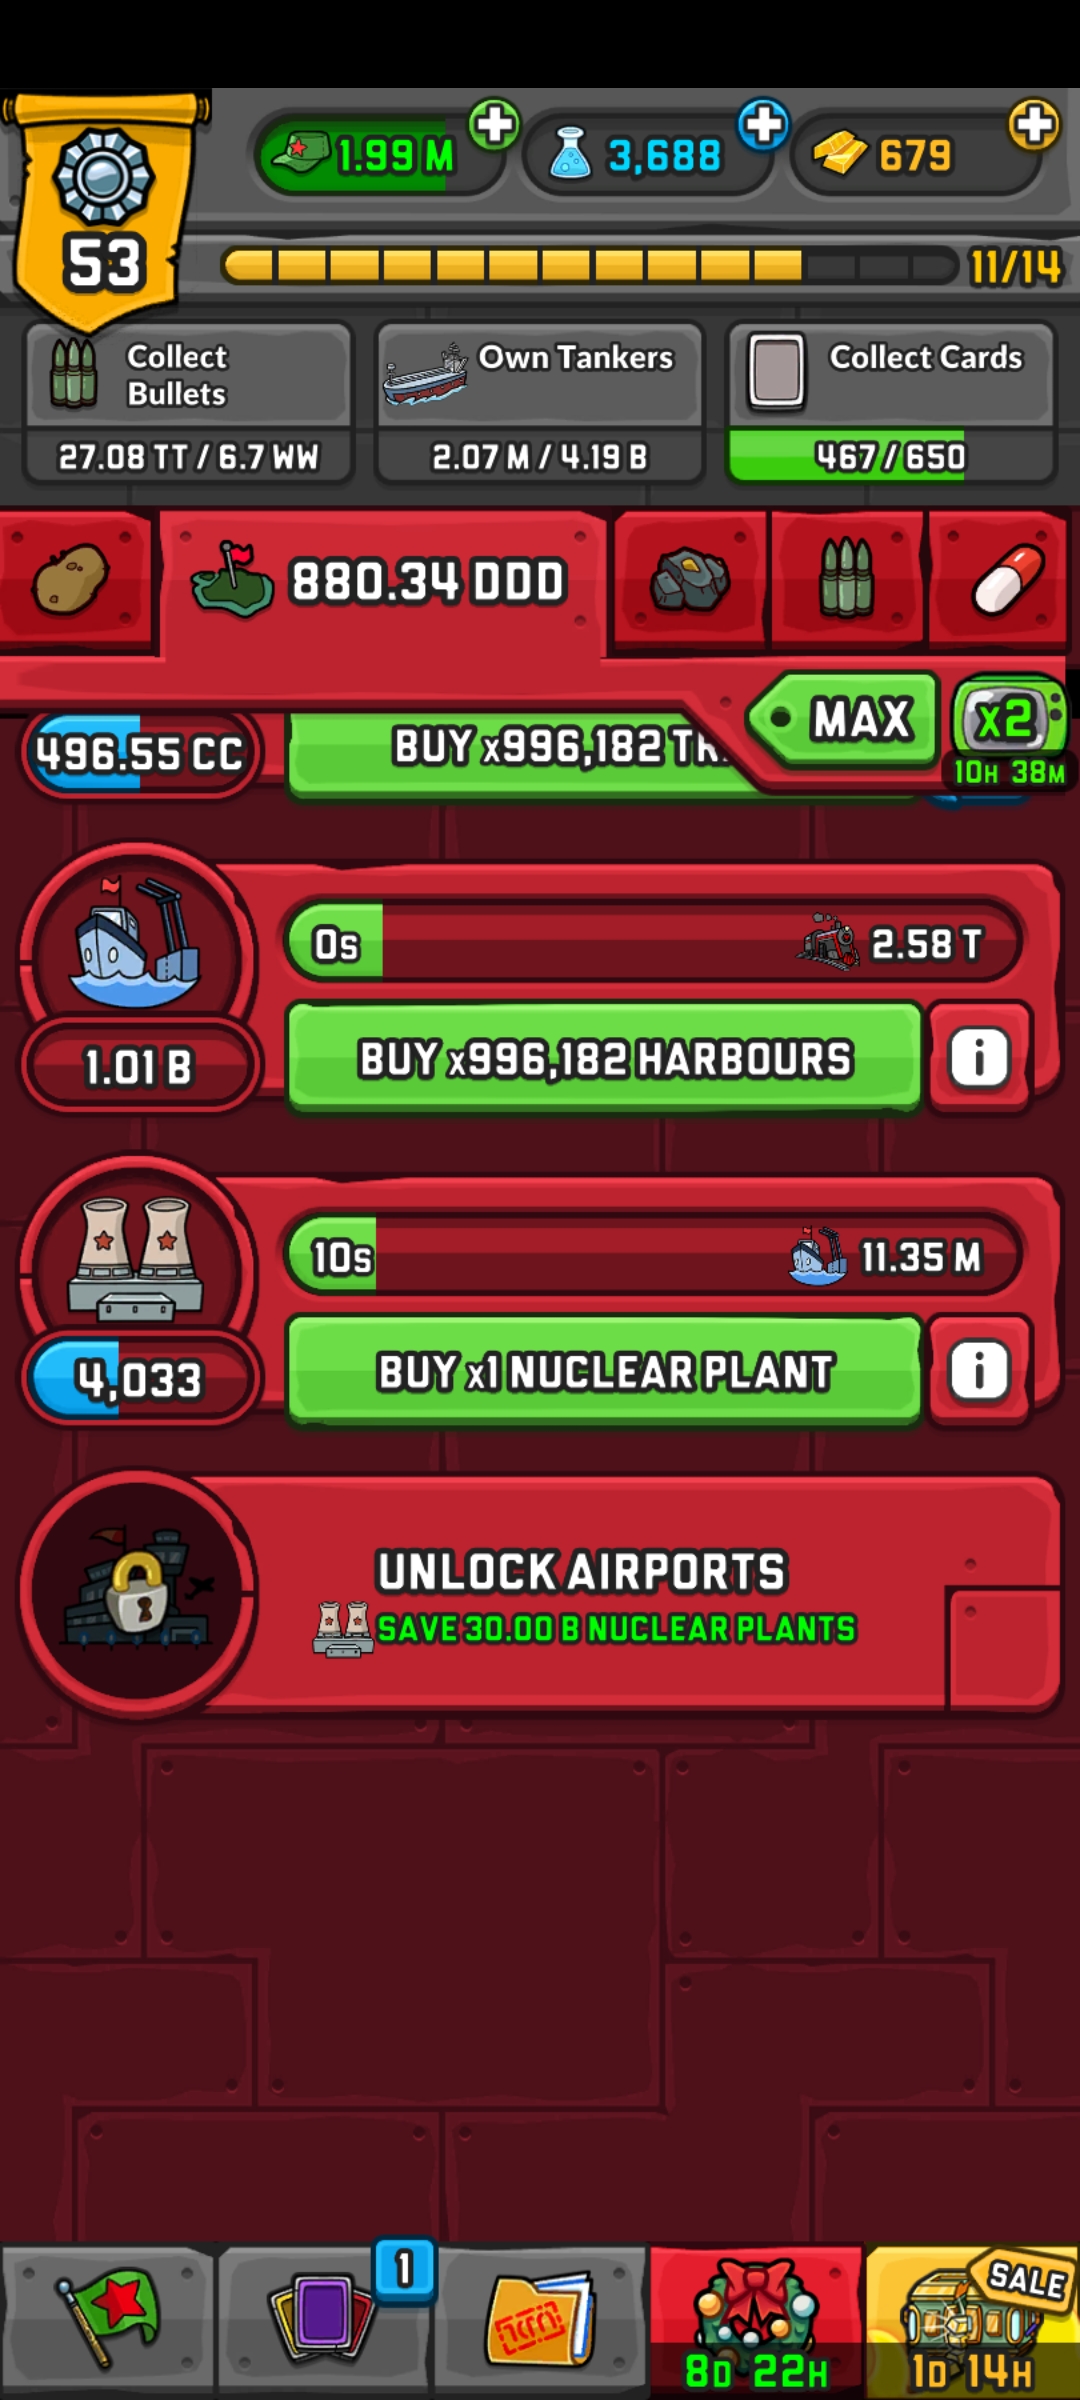 1.99 M
3,688
679
53
11/14
Collect
Bullets
27.08 TT / 6.7 WW
Own Tankers
2.07 M / 4.19 B
Collect Cards
467 / 650
880.34 DDD
MAX
x2
10H 38M
496.55 CC
BUY x996,182 TR
0s
2.58 T
1.01 B
BUY x996,182 HARBOURS
i
10s
11.35 M
4,033
BUY x1 NUCLEAR PLANT
i
UNLOCK AIRPORTS
SAVE 30.00 B NUCLEAR PLANTS
1
SALE
8D 22H
1D 14H